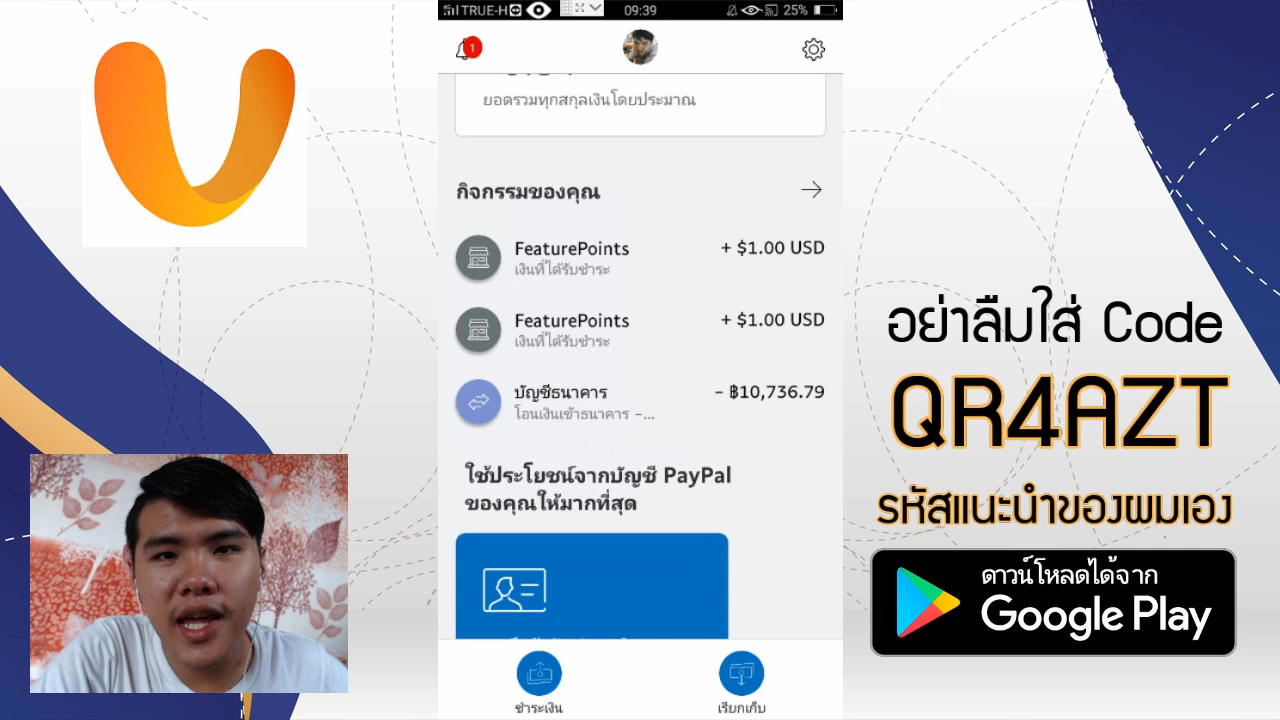 TRUE-H
09:39
25%
1
ยอดรวมทุกสกุลเงินโดยประมาณ
กิจกรรมของคุณ
FeaturePoints + $1.00 USD
เงินที่ได้รับชำระ
FeaturePoints + $1.00 USD
เงินที่ได้รับชำระ
บัญชีธนาคาร - ฿10,736.79
โอนเงินเข้าธนาคาร -...
ใช้ประโยชน์จากบัญชี PayPal
ของคุณให้มากที่สุด
ชำระเงิน
เรียกเก็บ
อย่าลืมใส่ Code
QR4AZT
รหัสแนะนำของผมเอง
ดาวน์โหลดได้จาก
Google Play